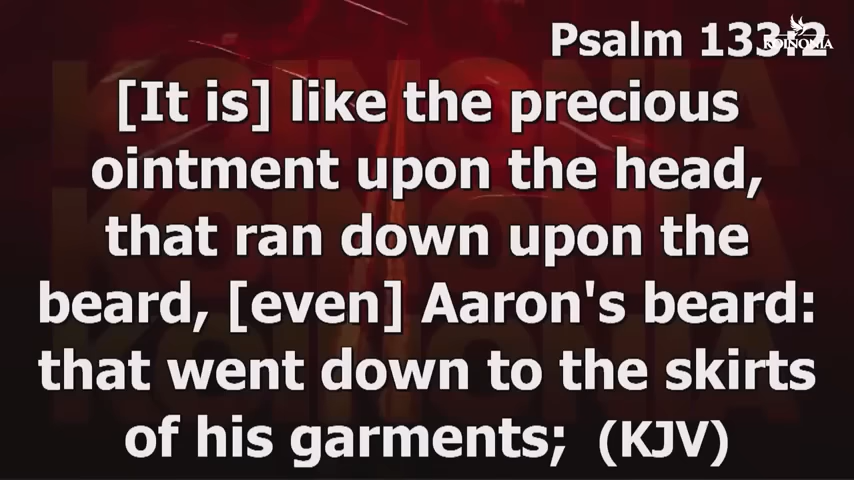 Psalm 133:2
KOINONIA
[It is] like the precious
ointment upon the head,
that ran down upon the
beard, [even] Aaron's beard:
that went down to the skirts
of his garments; (KJV)